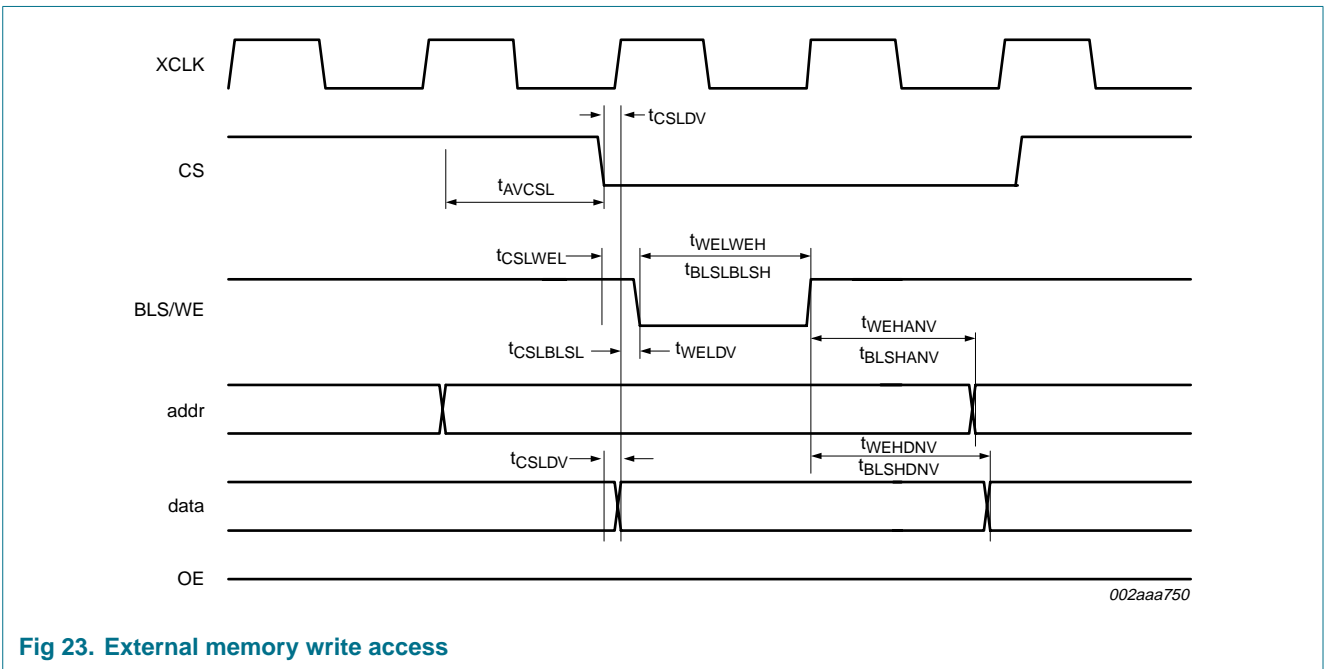 XCLK
tCSLDV
CS
tAVCSL
tCSLWEL
tWELWEH
tBLSLBLSH
BLS/WE
tCSLBLSL
tWELDV
tWEHANV
tBLSHANV
addr
tCSLDV
tWEHDNV
tBLSHDNV
data
OE
002aaa750
Fig 23. External memory write access